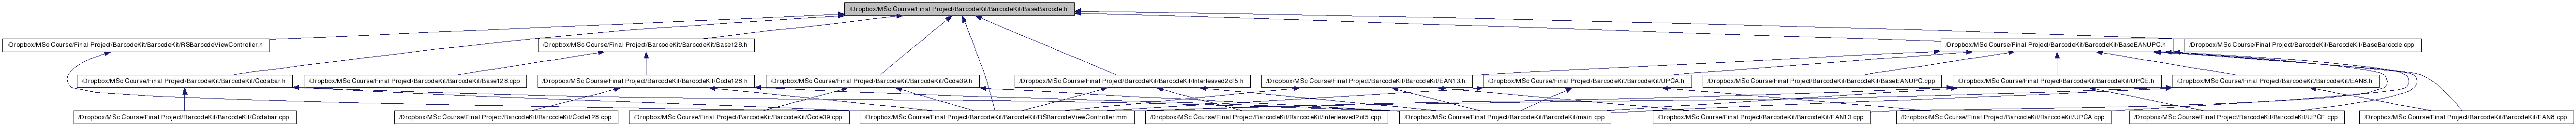 /Dropbox/MSc Course/Final Project/BarcodeKit/BarcodeKit/BaseBarcode.h
/Dropbox/MSc Course/Final Project/BarcodeKit/BarcodeKit/RSBarcodeViewController.h
/Dropbox/MSc Course/Final Project/BarcodeKit/BarcodeKit/Base128.h
/Dropbox/MSc Course/Final Project/BarcodeKit/BarcodeKit/BaseEANUPC.h
/Dropbox/MSc Course/Final Project/BarcodeKit/BarcodeKit/BaseBarcode.cpp
/Dropbox/MSc Course/Final Project/BarcodeKit/BarcodeKit/Codabar.h
/Dropbox/MSc Course/Final Project/BarcodeKit/BarcodeKit/Base128.cpp
/Dropbox/MSc Course/Final Project/BarcodeKit/BarcodeKit/Code128.h
/Dropbox/MSc Course/Final Project/BarcodeKit/BarcodeKit/Code39.h
/Dropbox/MSc Course/Final Project/BarcodeKit/BarcodeKit/Interleaved2of5.h
/Dropbox/MSc Course/Final Project/BarcodeKit/BarcodeKit/EAN13.h
/Dropbox/MSc Course/Final Project/BarcodeKit/BarcodeKit/UPCA.h
/Dropbox/MSc Course/Final Project/BarcodeKit/BarcodeKit/BaseEANUPC.cpp
/Dropbox/MSc Course/Final Project/BarcodeKit/BarcodeKit/UPCE.h
/Dropbox/MSc Course/Final Project/BarcodeKit/BarcodeKit/EAN8.h
/Dropbox/MSc Course/Final Project/BarcodeKit/BarcodeKit/Codabar.cpp
/Dropbox/MSc Course/Final Project/BarcodeKit/BarcodeKit/Code128.cpp
/Dropbox/MSc Course/Final Project/BarcodeKit/BarcodeKit/Code39.cpp
/Dropbox/MSc Course/Final Project/BarcodeKit/BarcodeKit/RSBarcodeViewController.mm
/Dropbox/MSc Course/Final Project/BarcodeKit/BarcodeKit/Interleaved2of5.cpp
/Dropbox/MSc Course/Final Project/BarcodeKit/BarcodeKit/main.cpp
/Dropbox/MSc Course/Final Project/BarcodeKit/BarcodeKit/EAN13.cpp
/Dropbox/MSc Course/Final Project/BarcodeKit/BarcodeKit/UPCA.cpp
/Dropbox/MSc Course/Final Project/BarcodeKit/BarcodeKit/UPCE.cpp
/Dropbox/MSc Course/Final Project/BarcodeKit/BarcodeKit/EAN8.cpp